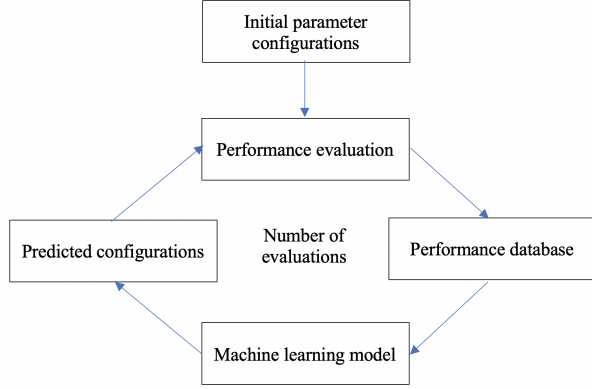 Initial parameter
configurations
Performance evaluation
Predicted configurations
Number of
evaluations
Performance database
Machine learning model